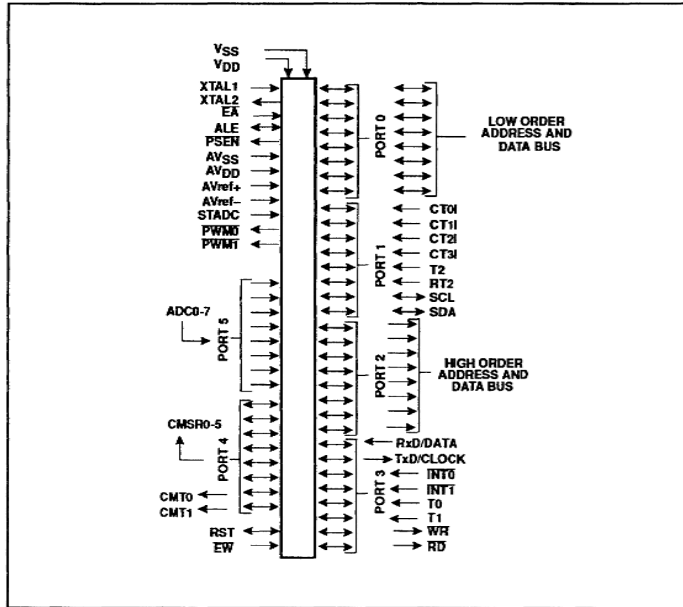 VSS
VDD
XTAL1
XTAL2
EA
ALE
PSEN
AVSS
AVDD
AVref+
AVref–
STADC
PWM0
PWM1
ADC0-7
PORT 5
CMSR0-5
PORT 4
CMT0
CMT1
RST
EW
PORT 0
LOW ORDER
ADDRESS AND
DATA BUS
PORT 1
CT0I
CT1I
CT2I
CT3I
T2
RT2
SCL
SDA
PORT 2
HIGH ORDER
ADDRESS AND
DATA BUS
PORT 3
RxD/DATA
TxD/CLOCK
INT0
INT1
T0
T1
WR
RD